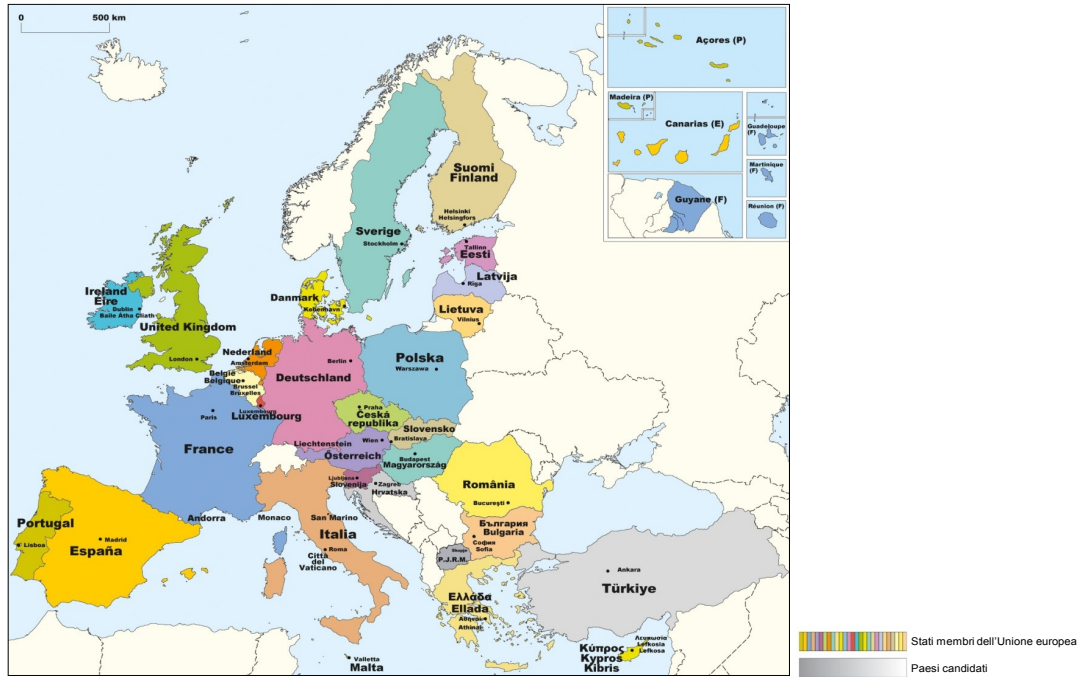 0 500 km
Açores (P)
Madeira (P)
Canarias (E)
Guadeloupe
(F)
Martinique
(F)
Guyane (F)
Réunion (F)
Suomi
Finland
Helsinki
Helsingfors
Sverige
Stockholm
Tallinn
Eesti
Latvija
Riga
Lietuva
Vilnius
Danmark
København
Ireland
Éire
Dublin
Baile Átha Cliath
United Kingdom
London
Nederland
Amsterdam
België
Belgique
Brussel
Bruxelles
Luxembourg
Luxembourg
Deutschland
Berlin
Polska
Warszawa
Praha
Česká
republika
Slovensko
Bratislava
Liechtenstein
Wien
Österreich
Budapest
Magyarország
Paris
France
Ljubljana
Slovenija
Zagreb
Hrvatska
România
București
България
Bulgaria
София
Sofia
Skopje
P.J.R.M.
Portugal
Lisboa
Madrid
España
Andorra
Monaco
San Marino
Italia
Roma
Città
del
Vaticano
Ελλάδα
Ellada
Αθήναι
Athinai
Ankara
Türkiye
Λευκωσία
Lefkosia
Lefkosa
Κύπρος
Kypros
Kibris
Valletta
Malta
Stati membri dell’Unione europea
Paesi candidati